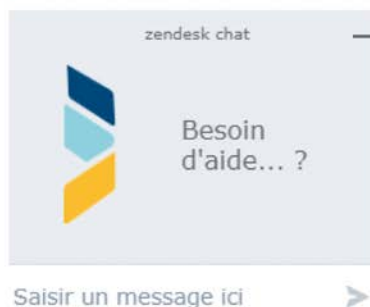 zendesk chat
Besoin
d'aide... ?
Saisir un message ici